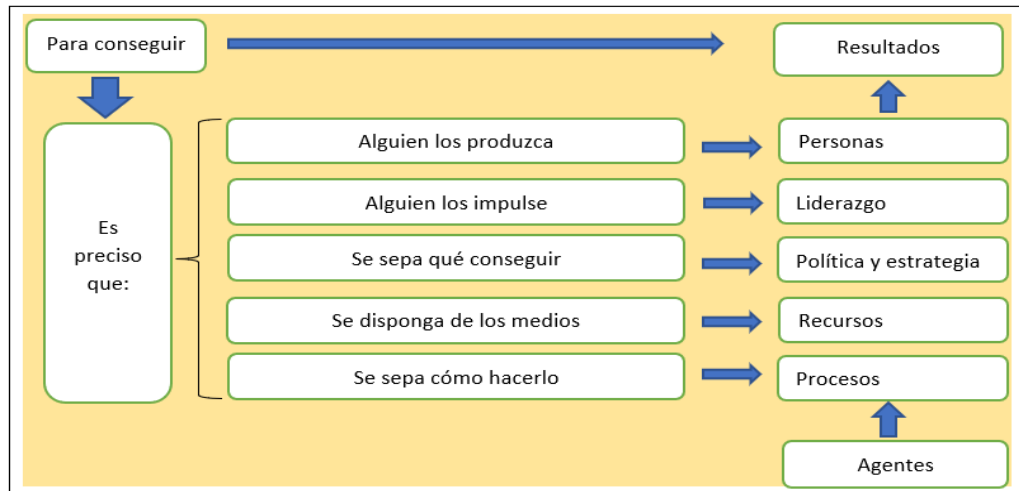 Para conseguir
Resultados
Es
preciso
que:
Alguien los produzca
Personas
Alguien los impulse
Liderazgo
Se sepa qué conseguir
Política y estrategia
Se disponga de los medios
Recursos
Se sepa cómo hacerlo
Procesos
Agentes